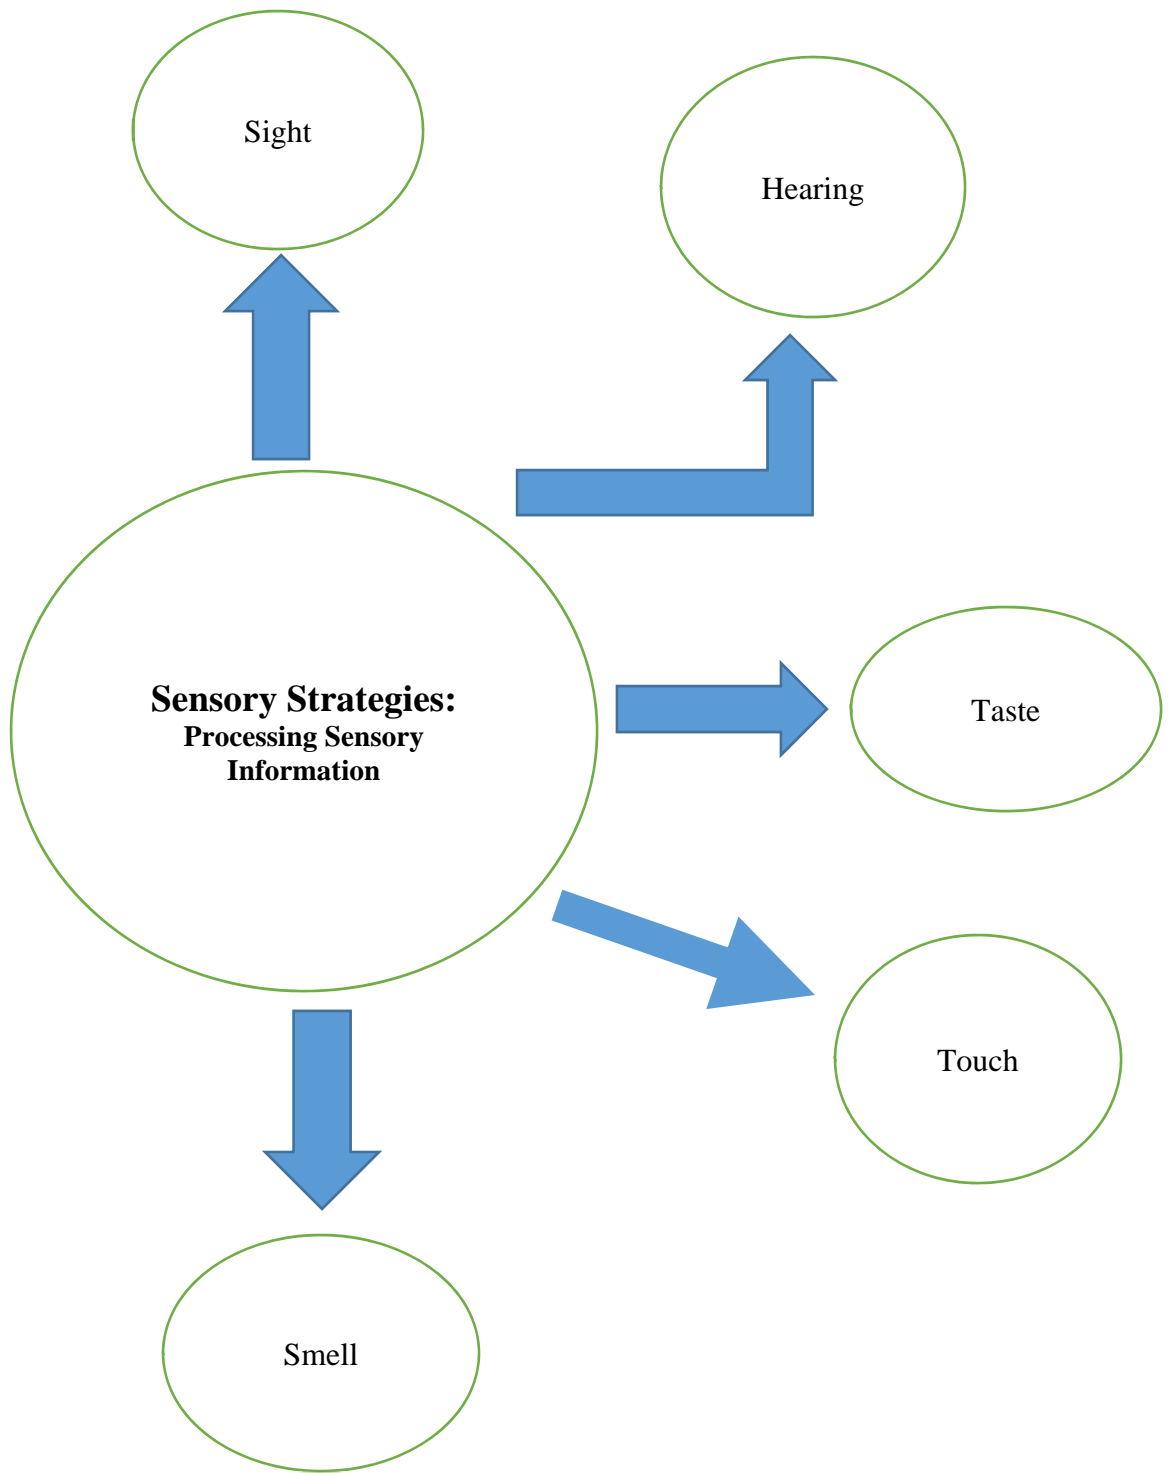 Sight
Hearing
Sensory Strategies:
Processing Sensory
Information
Taste
Touch
Smell